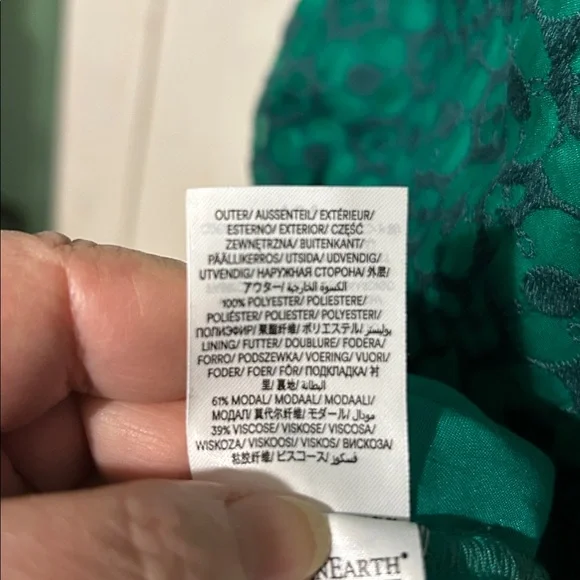 OUTER/ AUSSENTEIL/ EXTÉRIEUR/
ESTERNO/ EXTERIOR/ CZĘŚĆ
ZEWNĘTRZNA/ BUITENKANT/
PÄÄLLIKERROS/ UTSIDA/ UDVENDIG/
UTVENDIG/ НАРУЖНАЯ СТОРОНА/ 外层/
アウター/ الكسوة الخارجية/
100% POLYESTER/ POLIESTERE/
POLIÉSTER/ POLIESTER/ POLYESTERI/
ПОЛИЭФИР/ 聚酯纤维/ ポリエステル/ بوليستر/
LINING/ FUTTER/ DOUBLURE/ FODERA/
FORRO/ PODSZEWKA/ VOERING/ VUORI/
FODER/ FOER/ FÔR/ ПОДКЛАДКА/ 衬
里/ 裏地/ البطانة/
61% MODAL/ MODAAL/ MODAALI/
МОДАЛ/ 莫代尔纤维/ モダール/ مودال/
39% VISCOSE/ VISKOSE/ VISCOSA/
WISKOZA/ VISKOOSI/ VISKOS/ ВИСКОЗА/
粘胶纤维/ ビスコース/ فسكوز/
NEARTH®